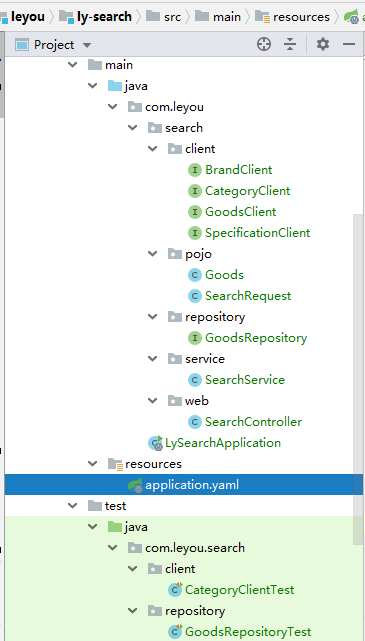 leyou ly-search src main resources
Project
main
java
com.leyou
search
client
BrandClient
CategoryClient
GoodsClient
SpecificationClient
pojo
Goods
SearchRequest
repository
GoodsRepository
service
SearchService
web
SearchController
LySearchApplication
resources
application.yaml
test
java
com.leyou.search
client
CategoryClientTest
repository
GoodsRepositoryTest